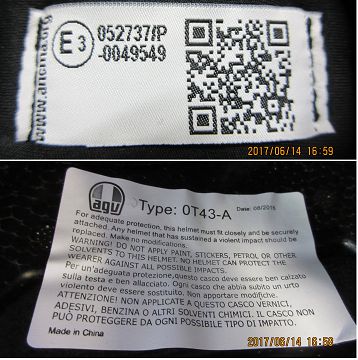 E3
052737/P
-0049549
2017/06/14 16:59
agv
Type: 0T43-A
Date: 08/2015
For adequate protection, this helmet must fit closely and be securely
attached. Any helmet that has sustained a violent impact should be
replaced. Make no modifications.
WARNING! DO NOT APPLY PAINT, STICKERS, PETROL OR OTHER
SOLVENTS TO THIS HELMET. NO HELMET CAN PROTECT THE
WEARER AGAINST ALL POSSIBLE IMPACTS.
Per un'adeguata protezione, questo casco deve essere ben calzato
sulla testa e ben allacciato. Ogni casco che abbia subito un urto
violento deve essere sostituito. Non apportare modifiche.
ATTENZIONE! NON APPLICATE A QUESTO CASCO VERNICI,
ADESIVI, BENZINA O ALTRI SOLVENTI CHIMICI. IL CASCO NON
PUÒ PROTEGGERE DA OGNI POSSIBILE TIPO DI IMPATTO.
Made in China
2017/06/14 16:59